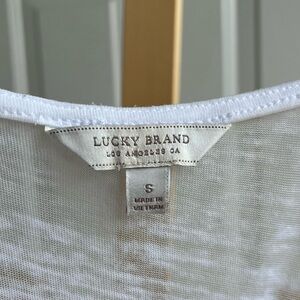 LUCKY BRAND
LOS ANGELES CA
S
MADE IN
VIETNAM